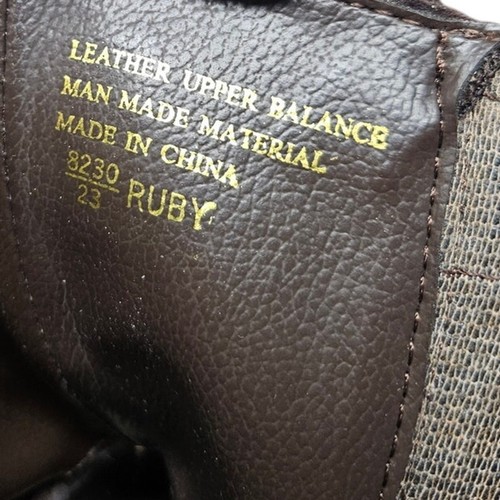 LEATHER UPPER BALANCE
MAN MADE MATERIAL
MADE IN CHINA
8230
23 RUBY